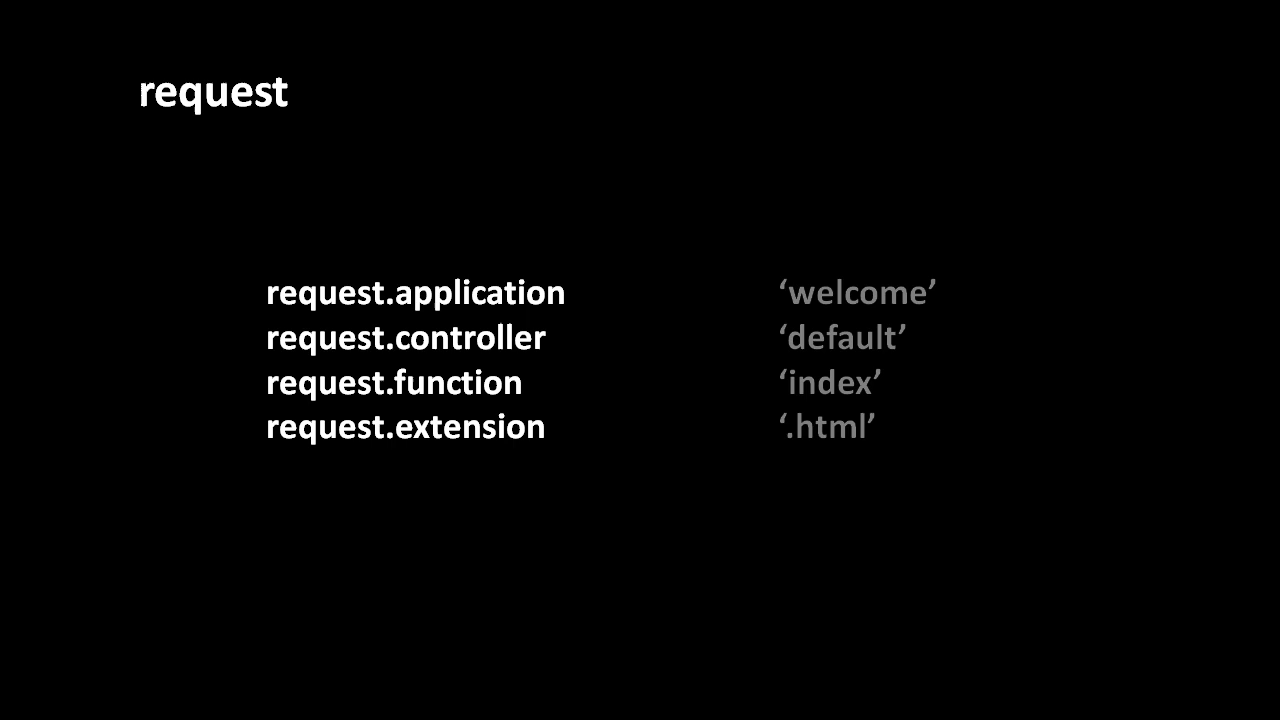 request
request.application ‘welcome’
request.controller ‘default’
request.function ‘index’
request.extension ‘.html’